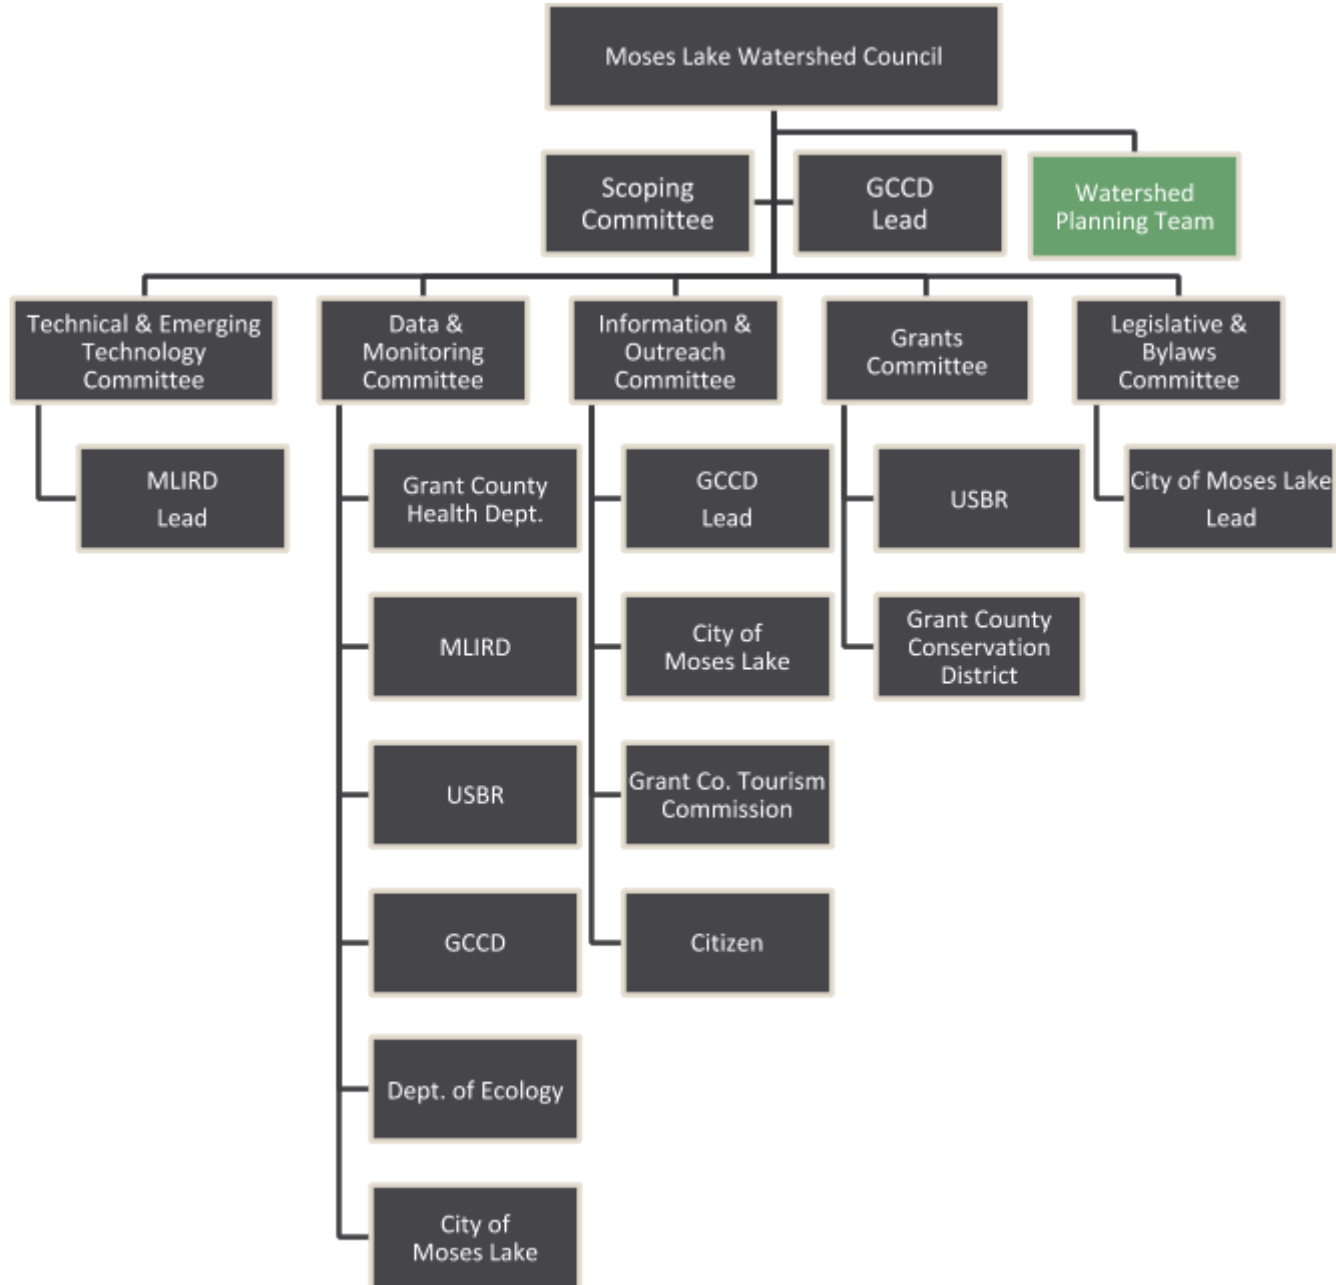 Moses Lake Watershed Council
Scoping
Committee
GCCD
Lead
Watershed
Planning Team
Technical & Emerging
Technology
Committee
Data &
Monitoring
Committee
Information &
Outreach
Committee
Grants
Committee
Legislative &
Bylaws
Committee
MLIRD
Lead
Grant County
Health Dept.
GCCD
Lead
USBR
City of Moses Lake
Lead
MLIRD
City of
Moses Lake
Grant County
Conservation
District
USBR
Grant Co. Tourism
Commission
GCCD
Citizen
Dept. of Ecology
City of
Moses Lake